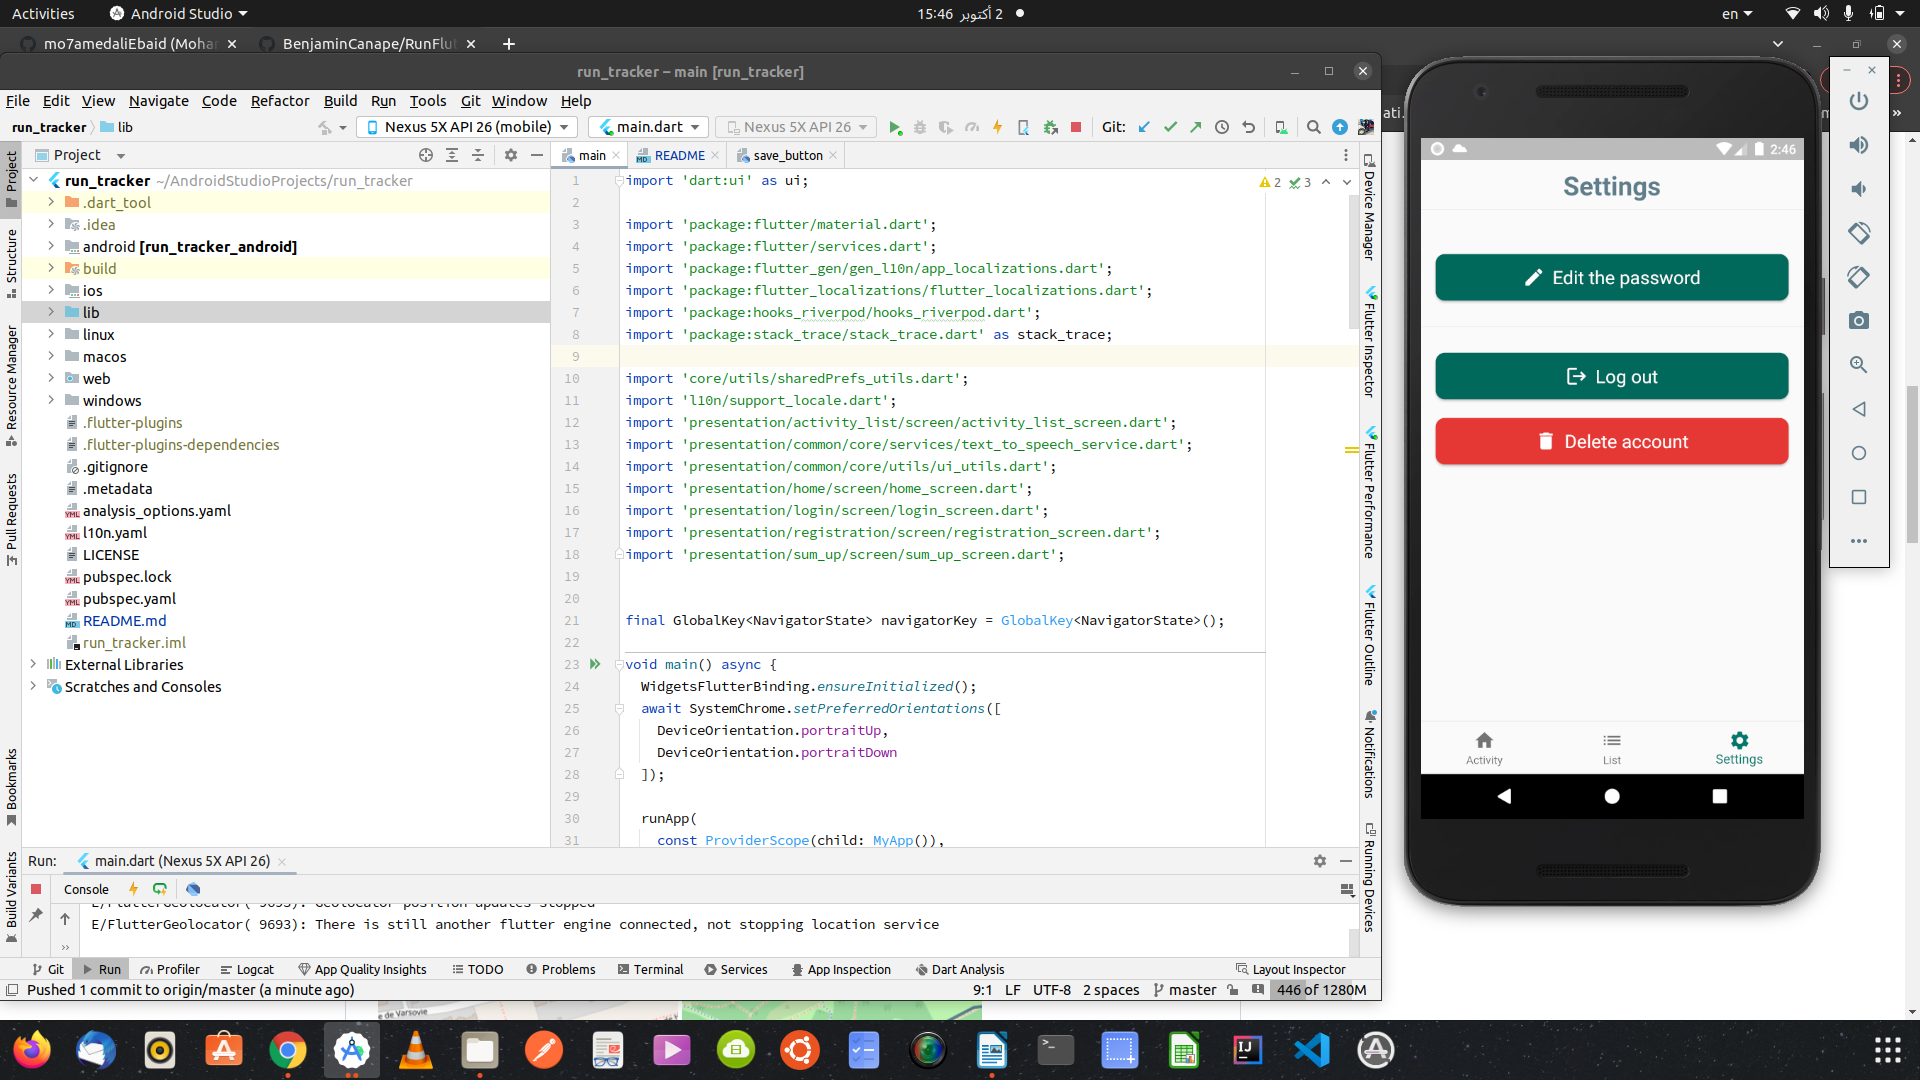 Activities
Android Studio
2 أكتوبر 15:46
en
mo7amedaliEbaid (Moha
BenjaminCanape/RunFlut
run_tracker – main [run_tracker]
File Edit View Navigate Code Refactor Build Run Tools Git Window Help
run_tracker
lib
Nexus 5X API 26 (mobile)
main.dart
Nexus 5X API 26
Git:
Project
main
README
save_button
run_tracker ~/AndroidStudioProjects/run_tracker
.dart_tool
.idea
android [run_tracker_android]
build
ios
lib
linux
macos
web
windows
.flutter-plugins
.flutter-plugins-dependencies
.gitignore
.metadata
analysis_options.yaml
l10n.yaml
LICENSE
pubspec.lock
pubspec.yaml
README.md
run_tracker.iml
External Libraries
Scratches and Consoles
Project
Structure
Resource Manager
Pull Requests
Bookmarks
Build Variants
2 3
1 import 'dart:ui' as ui;
2
3 import 'package:flutter/material.dart';
4 import 'package:flutter/services.dart';
5 import 'package:flutter_gen/gen_l10n/app_localizations.dart';
6 import 'package:flutter_localizations/flutter_localizations.dart';
7 import 'package:hooks_riverpod/hooks_riverpod.dart';
8 import 'package:stack_trace/stack_trace.dart' as stack_trace;
9
10 import 'core/utils/sharedPrefs_utils.dart';
11 import 'l10n/support_locale.dart';
12 import 'presentation/activity_list/screen/activity_list_screen.dart';
13 import 'presentation/common/core/services/text_to_speech_service.dart';
14 import 'presentation/common/core/utils/ui_utils.dart';
15 import 'presentation/home/screen/home_screen.dart';
16 import 'presentation/login/screen/login_screen.dart';
17 import 'presentation/registration/screen/registration_screen.dart';
18 import 'presentation/sum_up/screen/sum_up_screen.dart';
19
20
21 final GlobalKey<NavigatorState> navigatorKey = GlobalKey<NavigatorState>();
22
23 void main() async {
24 WidgetsFlutterBinding.ensureInitialized();
25 await SystemChrome.setPreferredOrientations([
26 DeviceOrientation.portraitUp,
27 DeviceOrientation.portraitDown
28 ]);
29
30 runApp(
31 const ProviderScope(child: MyApp()),
Device Manager
Flutter Inspector
Flutter Performance
Flutter Outline
Notifications
Running Devices
Run:
main.dart (Nexus 5X API 26)
Console
E/FlutterGeolocator( 9693): Geolocator position updates stopped
E/FlutterGeolocator( 9693): There is still another flutter engine connected, not stopping location service
Git
Run
Profiler
Logcat
App Quality Insights
TODO
Problems
Terminal
Services
App Inspection
Dart Analysis
Layout Inspector
Pushed 1 commit to origin/master (a minute ago)
9:1 LF UTF-8 2 spaces master 446 of 1280M
e de Varsovie
ati.
2:46
Settings
Edit the password
Log out
Delete account
Activity
List
Settings